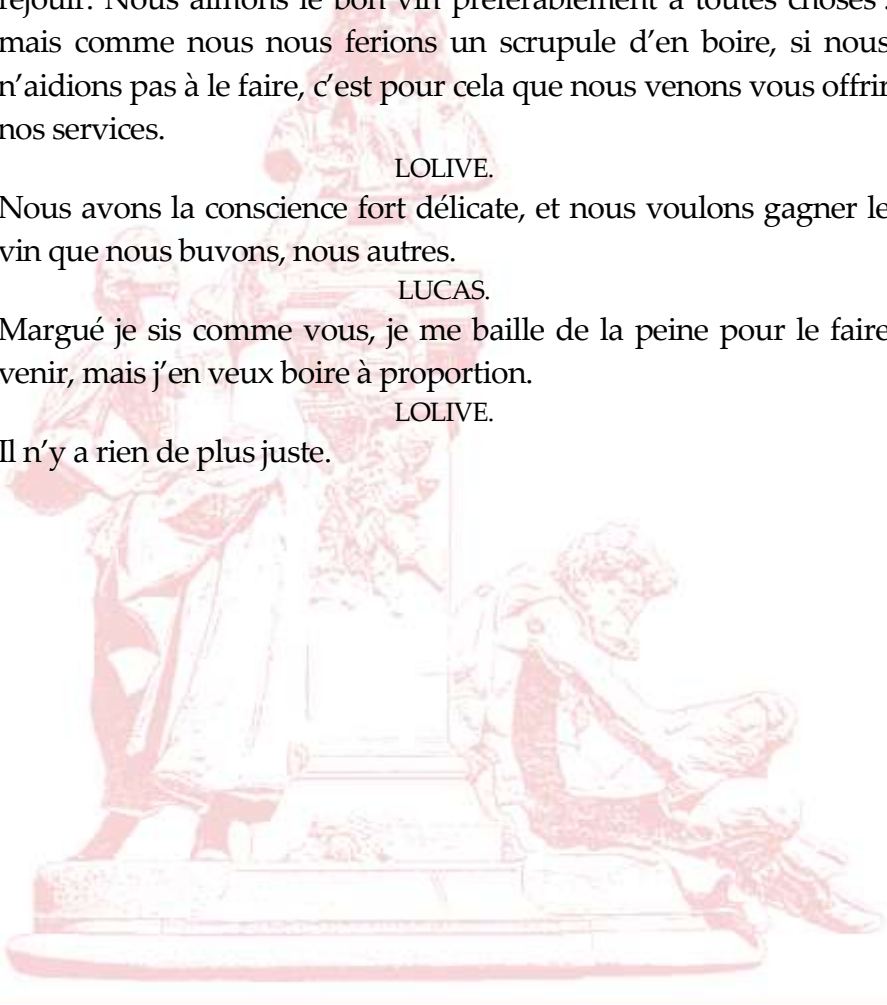 réjouir. Nous aimons le bon vin préférablement à toutes choses :
mais comme nous nous ferions un scrupule d’en boire, si nous
n’aidions pas à le faire, c’est pour cela que nous venons vous offrir
nos services.
LOLIVE.
Nous avons la conscience fort délicate, et nous voulons gagner le
vin que nous buvons, nous autres.
LUCAS.
Margué je sis comme vous, je me baille de la peine pour le faire
venir, mais j’en veux boire à proportion.
LOLIVE.
Il n’y a rien de plus juste.